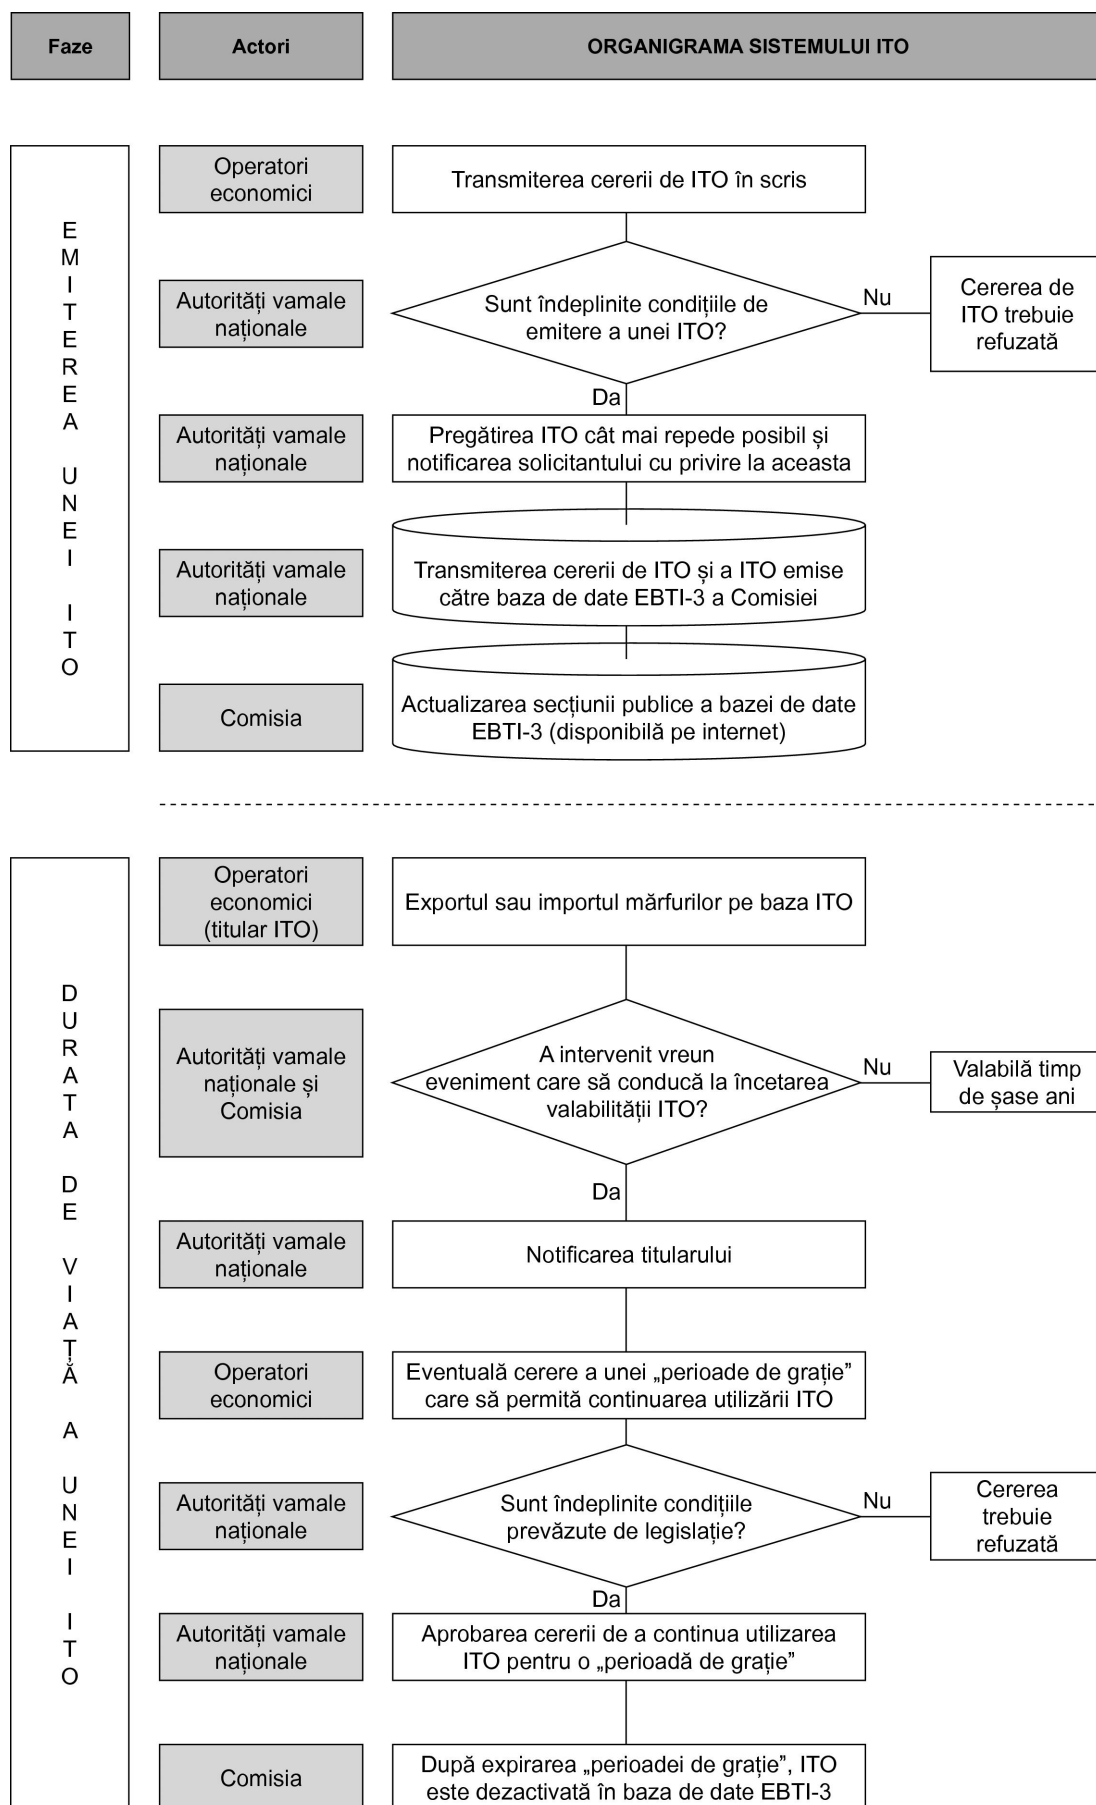 Faze
Actori
ORGANIGRAMA SISTEMULUI ITO
EMITEREA UNEI ITO
Operatori
economici
Transmiterea cererii de ITO în scris
Autorități vamale
naționale
Sunt îndeplinite condițiile de
emitere a unei ITO?
Nu
Cererea de
ITO trebuie
refuzată
Da
Autorități vamale
naționale
Pregătirea ITO cât mai repede posibil și
notificarea solicitantului cu privire la aceasta
Autorități vamale
naționale
Transmiterea cererii de ITO și a ITO emise
către baza de date EBTI-3 a Comisiei
Comisia
Actualizarea secțiunii publice a bazei de date
EBTI-3 (disponibilă pe internet)
DURATA DE VIAȚĂ A UNEI ITO
Operatori
economici
(titular ITO)
Exportul sau importul mărfurilor pe baza ITO
Autorități vamale
naționale și
Comisia
A intervenit vreun
eveniment care să conducă la încetarea
valabilității ITO?
Nu
Valabilă timp
de șase ani
Da
Autorități vamale
naționale
Notificarea titularului
Operatori
economici
Eventuală cerere a unei „perioade de grație”
care să permită continuarea utilizării ITO
Autorități vamale
naționale
Sunt îndeplinite condițiile
prevăzute de legislație?
Nu
Cererea
trebuie
refuzată
Da
Autorități vamale
naționale
Aprobarea cererii de a continua utilizarea
ITO pentru o „perioadă de grație”
Comisia
După expirarea „perioadei de grație”, ITO
este dezactivată în baza de date EBTI-3